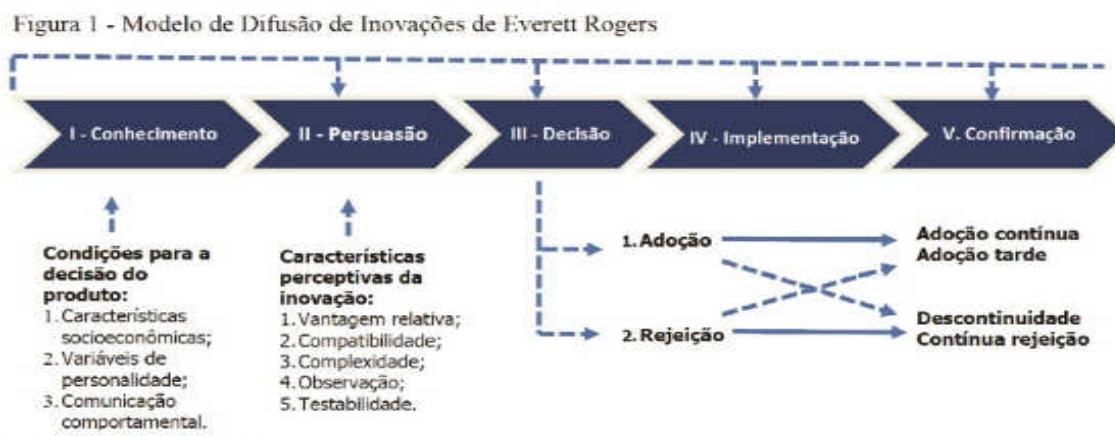 Figura 1 - Modelo de Difusão de Inovações de Everett Rogers
I - Conhecimento
II - Persuasão
III - Decisão
IV - Implementação
V. Confirmação
Condições para a
decisão do
produto:
1. Características
socioeconômicas;
2. Variáveis de
personalidade;
3. Comunicação
comportamental.
Características
perceptivas da
inovação:
1. Vantagem relativa;
2. Compatibilidade;
3. Complexidade;
4. Observação;
5. Testabilidade.
1. Adoção
2. Rejeição
Adoção contínua
Adoção tarde
Descontinuidade
Contínua rejeição